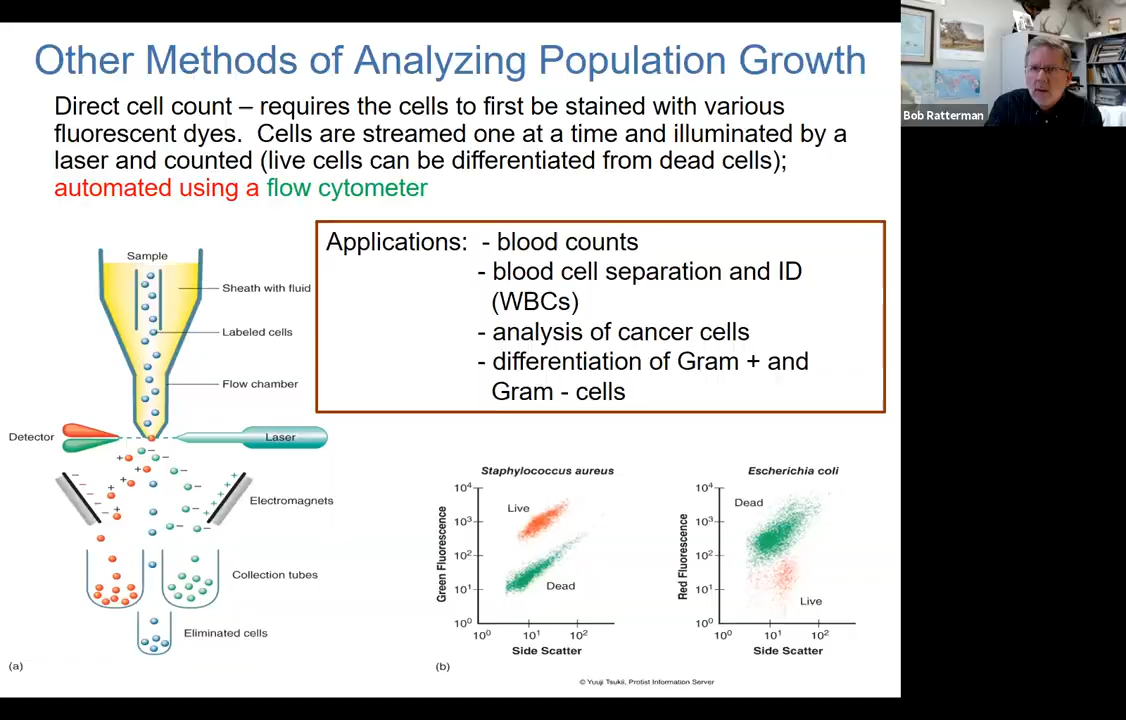 Other Methods of Analyzing Population Growth
Direct cell count – requires the cells to first be stained with various
fluorescent dyes. Cells are streamed one at a time and illuminated by a
laser and counted (live cells can be differentiated from dead cells);
automated using a flow cytometer
Bob Ratterman
Applications: - blood counts
- blood cell separation and ID
(WBCs)
- analysis of cancer cells
- differentiation of Gram + and
Gram - cells
Sample
Sheath with fluid
Labeled cells
Flow chamber
Detector
Laser
+
−
Electromagnets
Collection tubes
Eliminated cells
(a)
Staphylococcus aureus
Green Fluorescence
10⁴
10³
10²
10¹
10⁰
Live
Dead
10⁰ 10¹ 10²
Side Scatter
(b)
Escherichia coli
Red Fluorescence
10⁴
10³
10²
10¹
10⁰
Dead
Live
10⁰ 10¹ 10²
Side Scatter
© Yuuji Tsukii, Protist Information Server